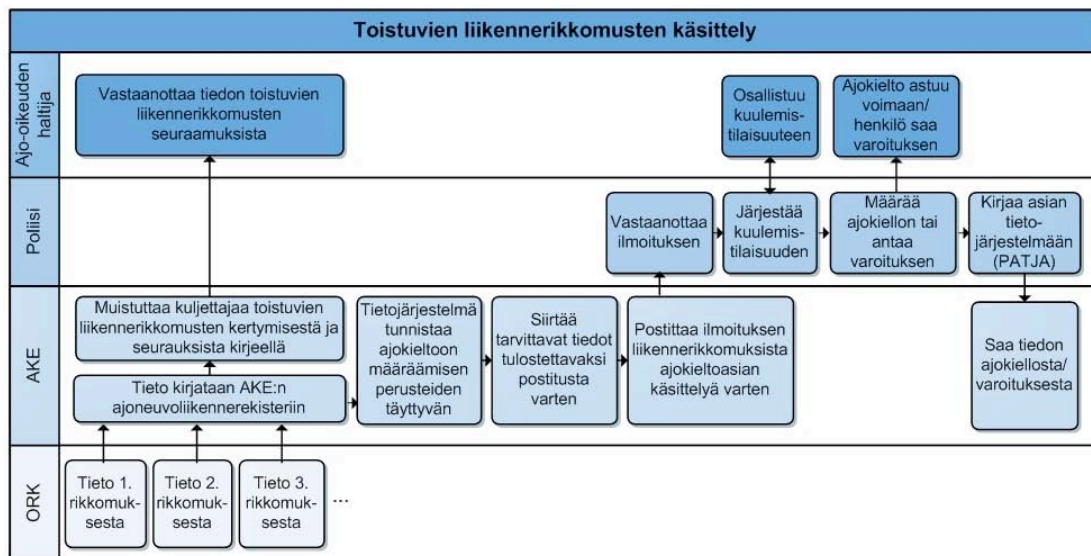 Toistuvien liikennerikkomusten käsittely
Ajo-oikeuden
haltija
Vastaanottaa tiedon toistuvien
liikennerikkomusten
seuraamuksista
Osallistuu
kuulemis-
tilaisuuteen
Ajokielto astuu
voimaan/
henkilö saa
varoituksen
Poliisi
Vastaanottaa
ilmoituksen
Järjestää
kuulemis-
tilaisuuden
Määrää
ajokiellon tai
antaa
varoituksen
Kirjaa asian
tieto-
järjestelmään
(PATJA)
AKE
Muistuttaa kuljettajaa toistuvien
liikennerikkomusten kertymisestä ja
seurauksista kirjeellä
Tieto kirjataan AKE:n
ajoneuvoliikennerekisteriin
Tietojärjestelmä
tunnistaa
ajokieltoon
määräämisen
perusteiden
täyttyvän
Siirtää
tarvittavat tiedot
tulostettavaksi
postitusta
varten
Postittaa ilmoituksen
liikennerikkomuksista
ajokieltoasian
käsittelyä varten
Saa tiedon
ajokiellosta/
varoituksesta
ORK
Tieto 1.
rikkomuk-
sesta
Tieto 2.
rikkomuk-
sesta
Tieto 3.
rikkomuk-
sesta
...